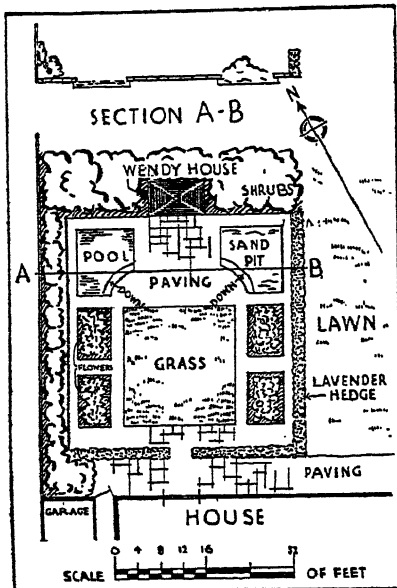 SECTION A-B
N
WENDY HOUSE
SHRUBS
POOL
SAND
PIT
A
B
DOWN
PAVING
DOWN
LAWN
GRASS
FLOWERS
LAVENDER
HEDGE
PAVING
GARAGE
HOUSE
0 4 8 12 16 32
SCALE OF FEET